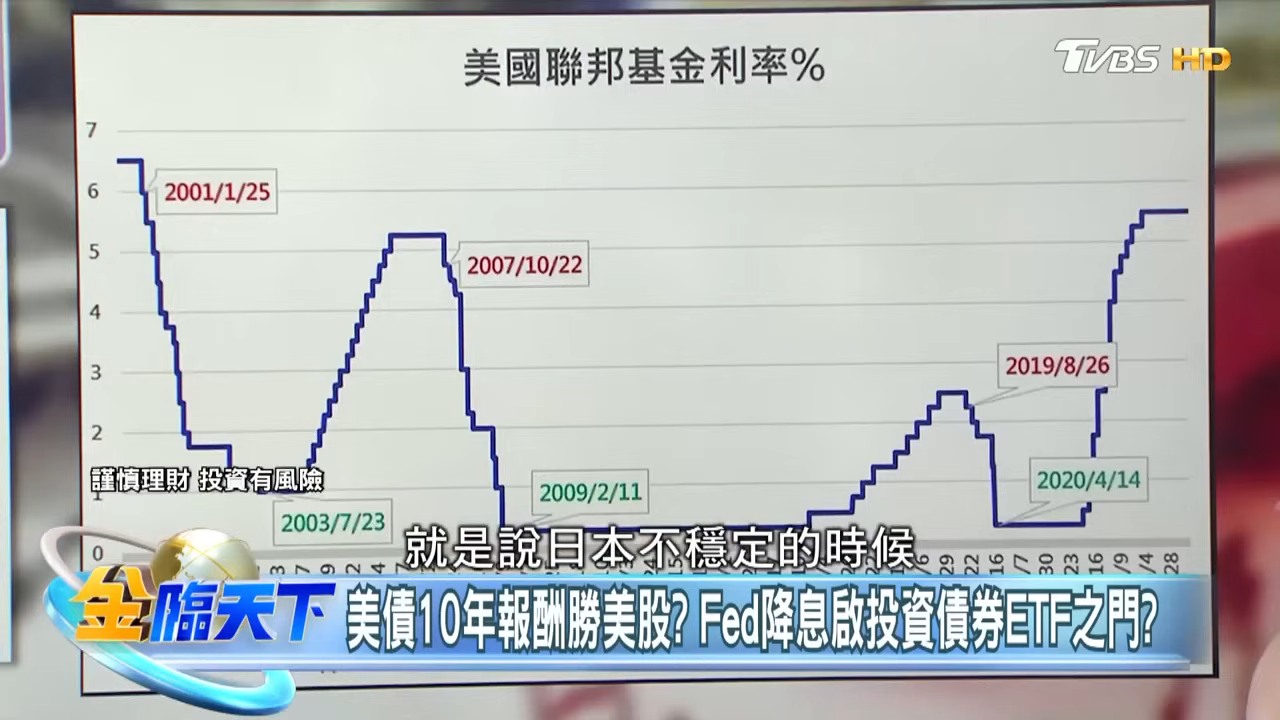 美國聯邦基金利率%
TVBS HD
7
6
5
4
3
2
1
0
2001/1/25
2007/10/22
2019/8/26
2020/4/14
2009/2/11
2003/7/23
謹慎理財 投資有風險
就是說日本不穩定的時候
金臨天下
美債10年報酬勝美股? Fed降息啟投資債券ETF之門?